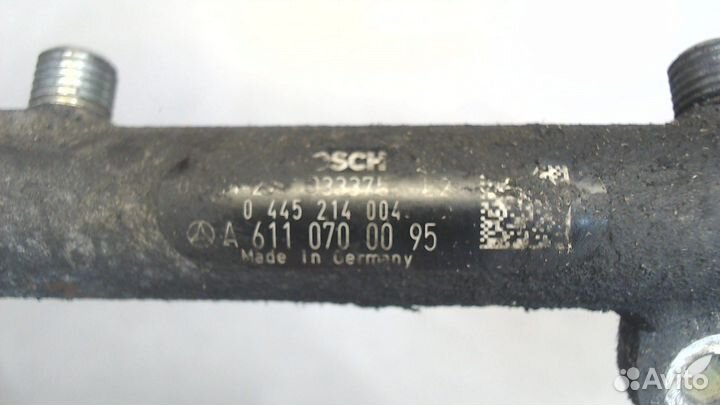 OSCH
0 445 214 004
A 611 070 00 95
Made in Germany
Avito